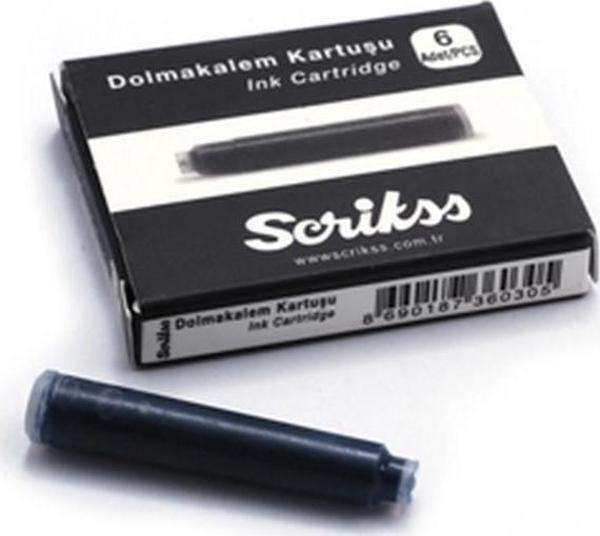 Dolmakalem Kartuşu
Ink Cartridge
6
Adet/PCS
Scrikss
www.scrikss.com.tr
Scrikss
Dolmakalem Kartuşu
Ink Cartridge
8 690187 360305